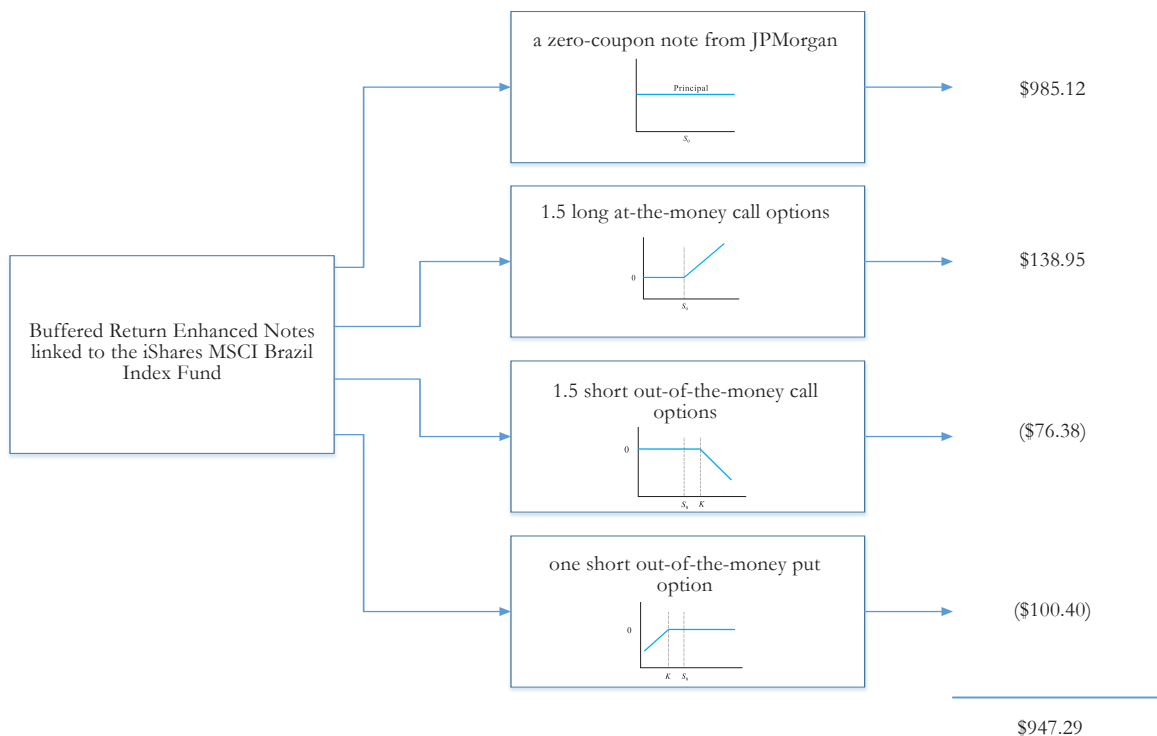 a zero-coupon note from JPMorgan
Principal
S₀
$985.12
1.5 long at-the-money call options
0
S₀
$138.95
Buffered Return Enhanced Notes
linked to the iShares MSCI Brazil
Index Fund
1.5 short out-of-the-money call
options
0
S₀ K
($76.38)
one short out-of-the-money put
option
0
K S₀
($100.40)
$947.29